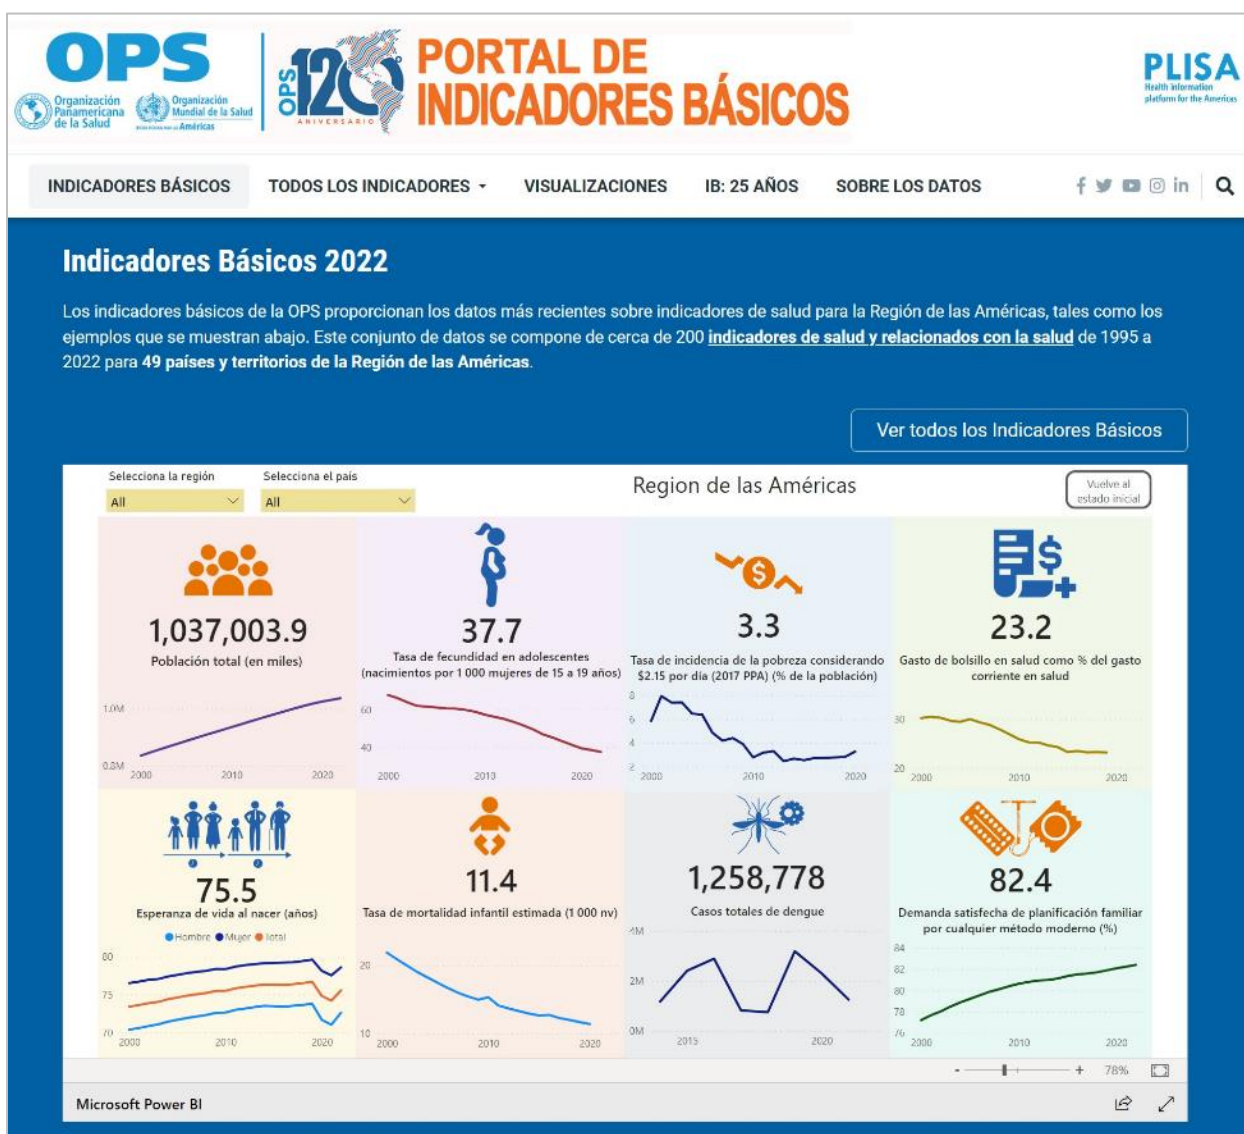 OPS
Organización
Panamericana
de la Salud
Organización
Mundial de la Salud
Américas
OPS
120°
ANIVERSARIO
PORTAL DE
INDICADORES BÁSICOS
PLISA
Health Information
platform for the Americas
INDICADORES BÁSICOS TODOS LOS INDICADORES VISUALIZACIONES IB: 25 AÑOS SOBRE LOS DATOS
Indicadores Básicos 2022
Los indicadores básicos de la OPS proporcionan los datos más recientes sobre indicadores de salud para la Región de las Américas, tales como los
ejemplos que se muestran abajo. Este conjunto de datos se compone de cerca de 200 indicadores de salud y relacionados con la salud de 1995 a
2022 para 49 países y territorios de la Región de las Américas.
Ver todos los Indicadores Básicos
Selecciona la región Selecciona el país
All All
Region de las Américas
Vuelve al
estado inicial
1,037,003.9
Población total (en miles)
1.0M
0.8M
2000 2010 2020
37.7
Tasa de fecundidad en adolescentes
(nacimientos por 1 000 mujeres de 15 a 19 años)
60
40
2000 2010 2020
3.3
Tasa de incidencia de la pobreza considerando
$2.15 por día (2017 PPA) (% de la población)
8
6
4
2
2000 2010 2020
23.2
Gasto de bolsillo en salud como % del gasto
corriente en salud
30
20
2000 2010 2020
75.5
Esperanza de vida al nacer (años)
Hombre Mujer Total
80
75
70
2000 2010 2020
11.4
Tasa de mortalidad infantil estimada (1 000 nv)
20
10
2000 2010 2020
1,258,778
Casos totales de dengue
4M
2M
0M
2015 2020
82.4
Demanda satisfecha de planificación familiar
por cualquier método moderno (%)
84
82
80
78
76
2000 2010 2020
- + 78%
Microsoft Power BI